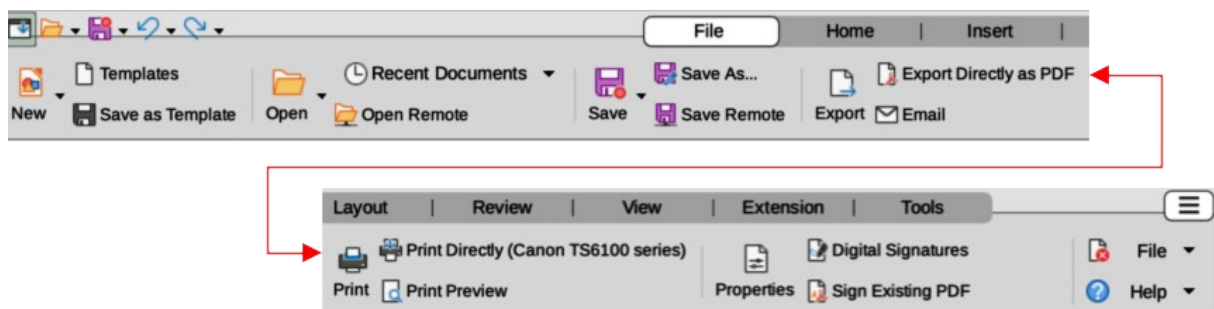 File | Home | Insert |
Templates Recent Documents Save As... Export Directly as PDF
New Save as Template Open Open Remote Save Save Remote Export Email
Layout | Review | View | Extension | Tools
Print Directly (Canon TS6100 series) Digital Signatures File
Print Print Preview Properties Sign Existing PDF Help